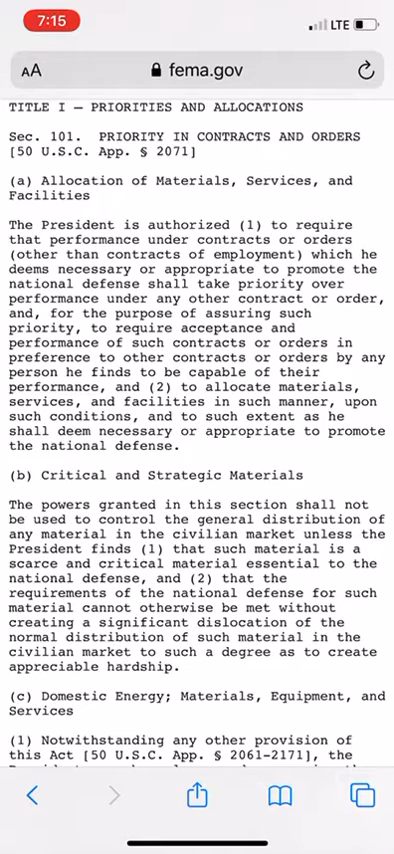 7:15
LTE
AA
fema.gov
TITLE I — PRIORITIES AND ALLOCATIONS
Sec. 101.  PRIORITY IN CONTRACTS AND ORDERS
[50 U.S.C. App. § 2071]
(a) Allocation of Materials, Services, and
Facilities
The President is authorized (1) to require
that performance under contracts or orders
(other than contracts of employment) which he
deems necessary or appropriate to promote the
national defense shall take priority over
performance under any other contract or order,
and, for the purpose of assuring such
priority, to require acceptance and
performance of such contracts or orders in
preference to other contracts or orders by any
person he finds to be capable of their
performance, and (2) to allocate materials,
services, and facilities in such manner, upon
such conditions, and to such extent as he
shall deem necessary or appropriate to promote
the national defense.
(b) Critical and Strategic Materials
The powers granted in this section shall not
be used to control the general distribution of
any material in the civilian market unless the
President finds (1) that such material is a
scarce and critical material essential to the
national defense, and (2) that the
requirements of the national defense for such
material cannot otherwise be met without
creating a significant dislocation of the
normal distribution of such material in the
civilian market to such a degree as to create
appreciable hardship.
(c) Domestic Energy; Materials, Equipment, and
Services
(1) Notwithstanding any other provision of
this Act [50 U.S.C. App. § 2061-2171], the